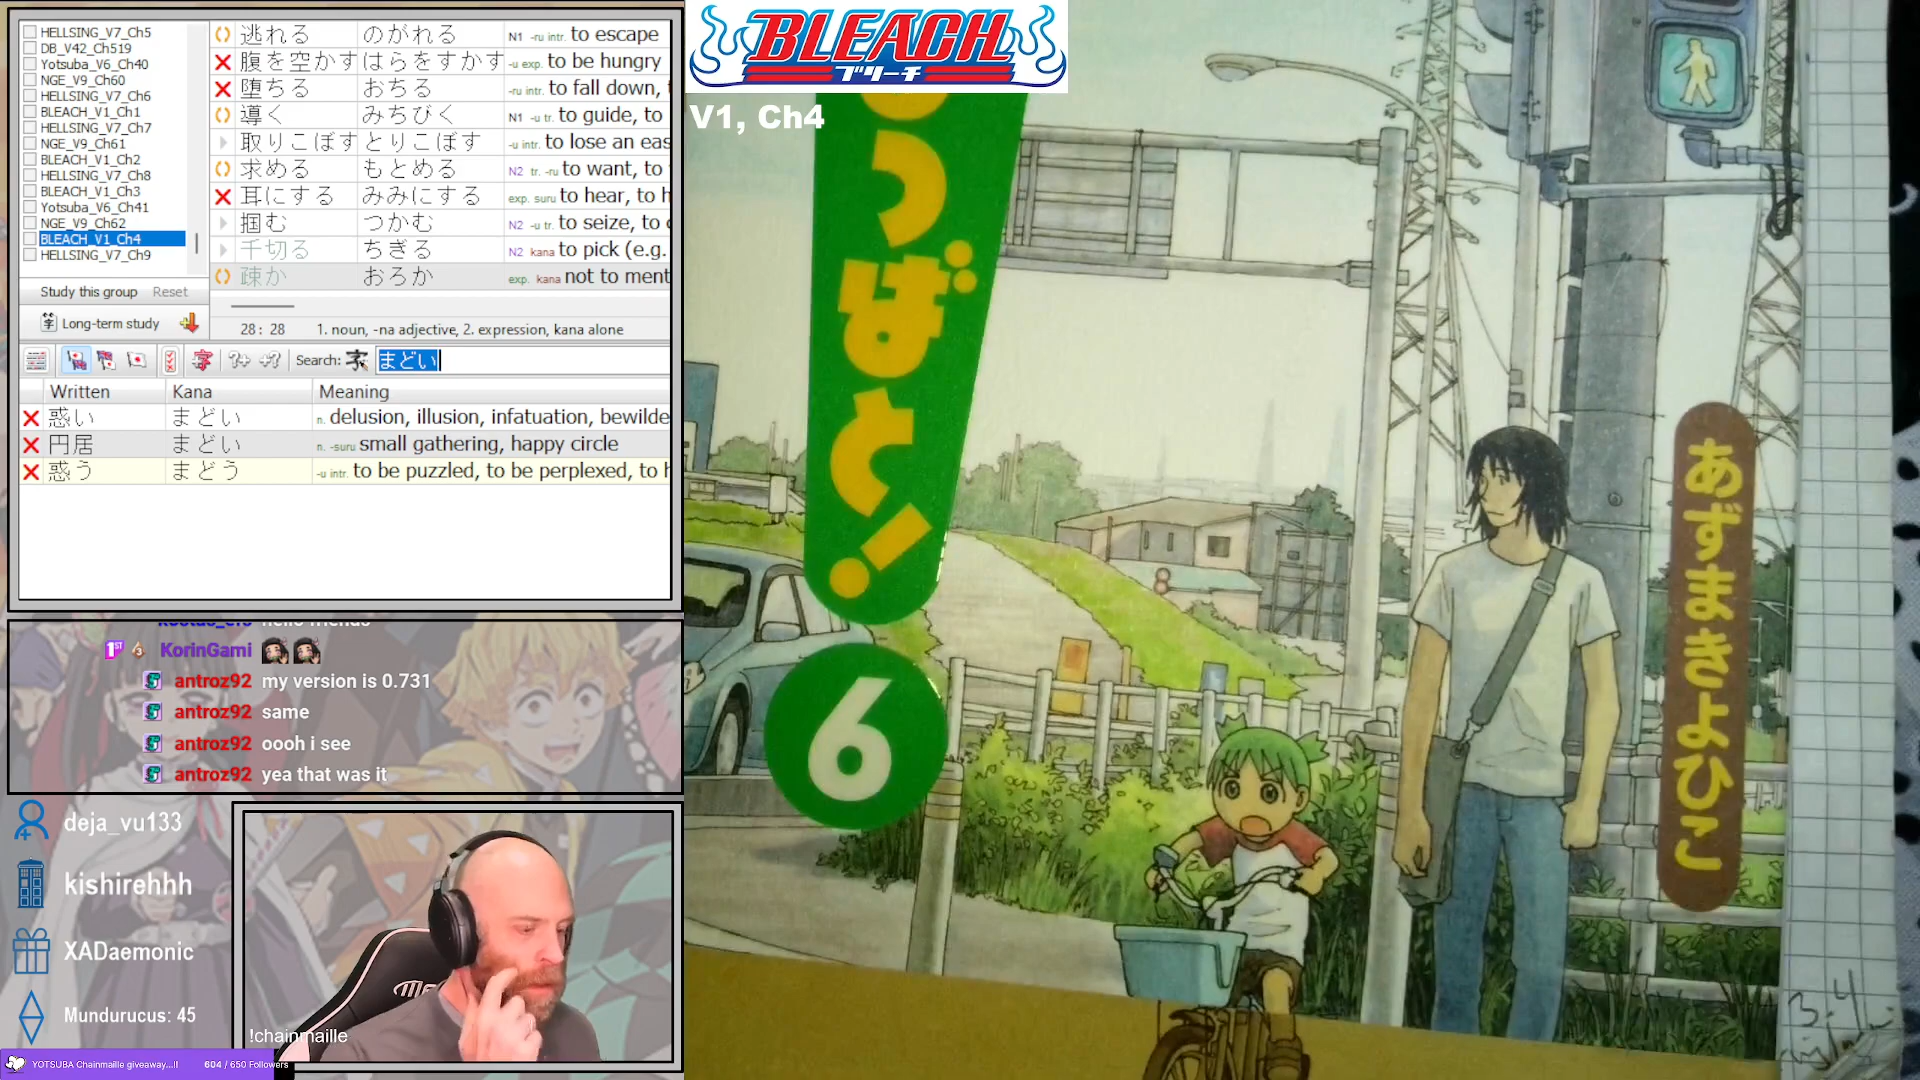 HELLSING_V7_Ch5
DB_V42_Ch519
Yotsuba_V6_Ch40
NGE_V9_Ch60
HELLSING_V7_Ch6
BLEACH_V1_Ch1
HELLSING_V7_Ch7
NGE_V9_Ch61
BLEACH_V1_Ch2
HELLSING_V7_Ch8
BLEACH_V1_Ch3
Yotsuba_V6_Ch41
NGE_V9_Ch62
BLEACH_V1_Ch4
HELLSING_V7_Ch9
Study this group Reset
Long-term study
逃れる のがれる N1 -ru intr. to escape
腹を空かす はらをすかす -u exp. to be hungry
堕ちる おちる -ru intr. to fall down,
導く みちびく N1 -u tr. to guide, to
取りこぼす とりこぼす -u intr. to lose an eas
求める もとめる N2 tr. -ru to want, to
耳にする みみにする exp. suru to hear, to h
掴む つかむ N2 -u tr. to seize, to
千切る ちぎる N2 kana to pick (e.g.
疎か おろか exp. kana not to ment
28: 28 1. noun, -na adjective, 2. expression, kana alone
Search: まどい
Written Kana Meaning
惑い まどい n. delusion, illusion, infatuation, bewilde
円居 まどい n. -suru small gathering, happy circle
惑う まどう -u intr. to be puzzled, to be perplexed, to h
1ST 3 KorinGami
antroz92 my version is 0.731
antroz92 same
antroz92 oooh i see
antroz92 yea that was it
deja_vu133
kishirehhh
XADaemonic
Mundurucus: 45
!chainmaille
YOTSUBA Chainmaille giveaway...!! 604 / 650 Followers
BLEACH
ブリーチ
V1, Ch4
つばと!
6
あずまきよひこ